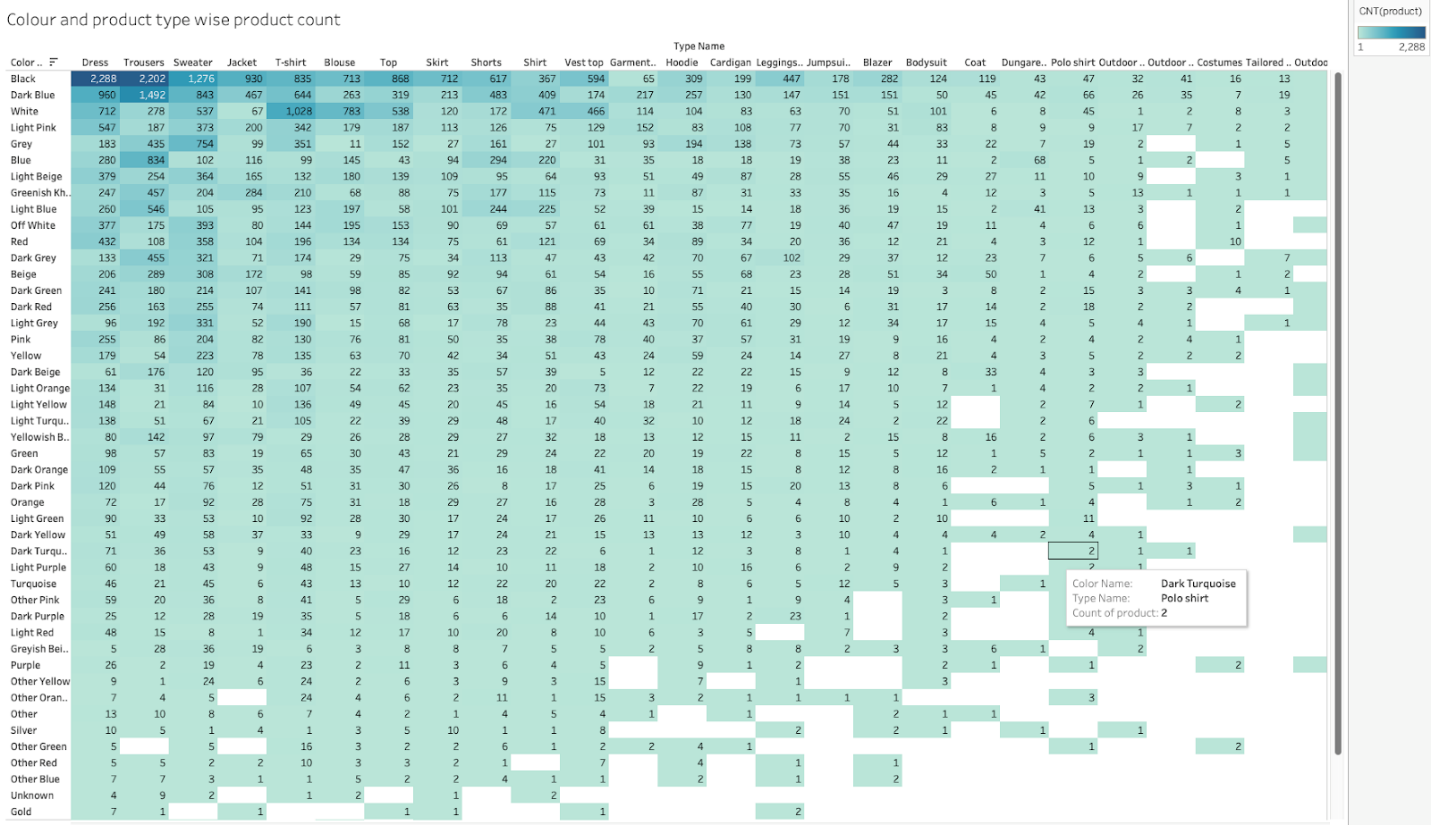 Colour and product type wise product count
CNT(product)
1 2,288
Type Name
Color .. Dress Trousers Sweater Jacket T-shirt Blouse Top Skirt Shorts Shirt Vest top Garment.. Hoodie Cardigan Leggings.. Jumpsui.. Blazer Bodysuit Coat Dungare.. Polo shirt Outdoor .. Outdoor .. Costumes Tailored .. Outdoo
Black 2,288 2,202 1,276 930 835 713 868 712 617 367 594 65 309 199 447 178 282 124 119 43 47 32 41 16 13
Dark Blue 960 1,492 843 467 644 263 319 213 483 409 174 217 257 130 147 151 151 50 45 42 66 26 35 7 19
White 712 278 537 67 1,028 783 538 120 172 471 466 114 104 83 63 70 51 101 6 8 45 1 2 8 3
Light Pink 547 187 373 200 342 179 187 113 126 75 129 152 83 108 77 70 31 83 8 9 9 17 7 2 2
Grey 183 435 754 99 351 11 152 27 161 27 101 93 194 138 73 57 44 33 22 7 19 2 1 5
Blue 280 834 102 116 99 145 43 94 294 220 31 35 18 18 19 38 23 11 2 68 5 1 2 5
Light Beige 379 254 364 165 132 180 139 109 95 64 93 51 49 87 28 55 46 29 27 11 10 9 3 1
Greenish Kh.. 247 457 204 284 210 68 88 75 177 115 73 11 87 31 33 35 16 4 12 3 5 13 1 1 1
Light Blue 260 546 105 95 123 197 58 101 244 225 52 39 15 14 18 36 19 15 2 41 13 3 2
Off White 377 175 393 80 144 195 153 90 69 57 61 61 38 77 19 40 47 19 11 4 6 6 1
Red 432 108 358 104 196 134 134 75 61 121 69 34 89 34 20 36 12 21 4 3 12 1 10
Dark Grey 133 455 321 71 174 29 75 34 113 47 43 42 70 67 102 29 37 12 23 7 6 5 6 7
Beige 206 289 308 172 98 59 85 92 94 61 54 16 55 68 23 28 51 34 50 1 4 2 1 2
Dark Green 241 180 214 107 141 98 82 53 67 86 35 10 71 21 15 14 19 3 8 2 15 3 3 4 1
Dark Red 256 163 255 74 111 57 81 63 35 88 41 21 55 40 30 6 31 17 14 2 18 2 2
Light Grey 96 192 331 52 190 15 68 17 78 23 44 43 70 61 29 12 34 17 15 4 5 4 1 1
Pink 255 86 204 82 130 76 81 50 35 38 78 40 37 57 31 19 9 16 4 2 4 2 4 1
Yellow 179 54 223 78 135 63 70 42 34 51 43 24 59 24 14 27 8 21 4 3 5 2 2 2
Dark Beige 61 176 120 95 36 22 33 35 57 39 5 12 22 22 15 9 12 8 33 4 3 3
Light Orange 134 31 116 28 107 54 62 23 35 20 73 7 22 19 6 17 10 7 1 4 2 2 1
Light Yellow 148 21 84 10 136 49 45 20 45 16 54 18 21 11 9 14 5 12 2 7 1 2
Light Turqu.. 138 51 67 21 105 22 39 29 48 17 40 32 10 12 18 24 2 22 2 6
Yellowish B.. 80 142 97 79 29 26 28 29 27 32 18 13 12 15 11 2 15 8 16 2 6 3 1
Green 98 57 83 19 65 30 43 21 29 24 22 20 19 22 8 15 5 12 1 5 2 1 1 3
Dark Orange 109 55 57 35 48 35 47 36 16 18 41 14 18 15 8 12 8 16 2 1 1 1
Dark Pink 120 44 76 12 51 31 30 26 8 17 25 6 19 15 20 13 8 6 5 1 3 1
Orange 72 17 92 28 75 31 18 29 27 16 28 3 28 5 4 8 4 1 6 1 4 1 2
Light Green 90 33 53 10 92 28 30 17 24 17 26 11 10 6 6 10 2 10 11
Dark Yellow 51 49 58 37 33 9 29 17 24 21 15 13 13 12 3 10 4 4 4 2 4 1
Dark Turqu.. 71 36 53 9 40 23 16 12 23 22 6 1 12 3 8 1 4 1 2 1 1
Light Purple 60 18 43 9 48 15 27 14 10 11 18 2 10 16 6 2 9 2 2 1
Turquoise 46 21 45 6 43 13 10 12 22 20 22 2 8 6 5 12 5 3 1
Color Name: Dark Turquoise
Type Name: Polo shirt
Count of product: 2
Other Pink 59 20 36 8 41 5 29 6 18 2 23 6 9 1 9 4 3 1
Dark Purple 25 12 28 19 35 5 18 6 6 14 10 1 17 2 23 1 2
Light Red 48 15 8 1 34 12 17 10 20 8 10 6 3 5 7 3 4 1
Greyish Bei.. 5 28 36 19 6 3 8 8 7 5 5 2 5 8 8 2 3 3 6 1 2
Purple 26 2 19 4 23 2 11 3 6 4 5 9 1 2 2 1 1 2
Other Yellow 9 1 24 6 24 2 6 3 9 3 15 7 1 3
Other Oran.. 7 4 5 24 4 6 2 11 1 15 3 2 1 1 1 1 3
Other 13 10 8 6 7 4 2 1 4 5 4 1 1 2 1 1
Silver 10 5 1 4 1 3 5 10 1 1 8 2 2 1 1 1
Other Green 5 5 16 3 2 2 6 1 2 2 4 1 1 2
Other Red 5 5 2 2 10 3 3 2 1 7 4 1 1
Other Blue 7 7 3 1 1 5 2 2 4 1 1 2 1 2
Unknown 4 9 2 1 2 1 2
Gold 7 1 1 1 1 1 2